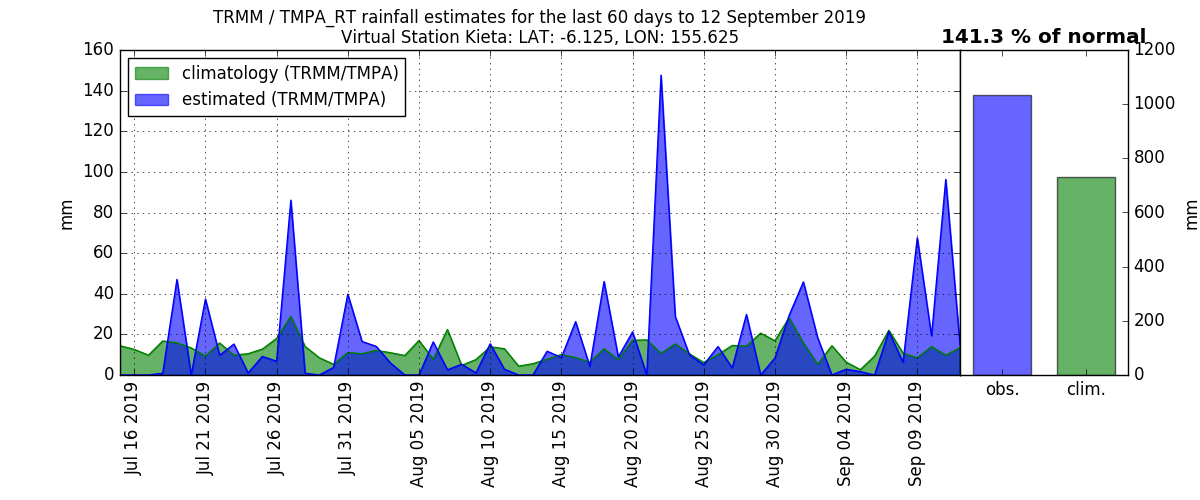 TRMM / TMPA_RT rainfall estimates for the last 60 days to 12 September 2019
Virtual Station Kieta: LAT: -6.125, LON: 155.625
141.3 % of normal
climatology (TRMM/TMPA)
estimated (TRMM/TMPA)
160
140
120
100
80
60
40
20
0
mm
Jul 16 2019
Jul 21 2019
Jul 26 2019
Jul 31 2019
Aug 05 2019
Aug 10 2019
Aug 15 2019
Aug 20 2019
Aug 25 2019
Aug 30 2019
Sep 04 2019
Sep 09 2019
1200
1000
800
600
400
200
0
mm
obs.
clim.